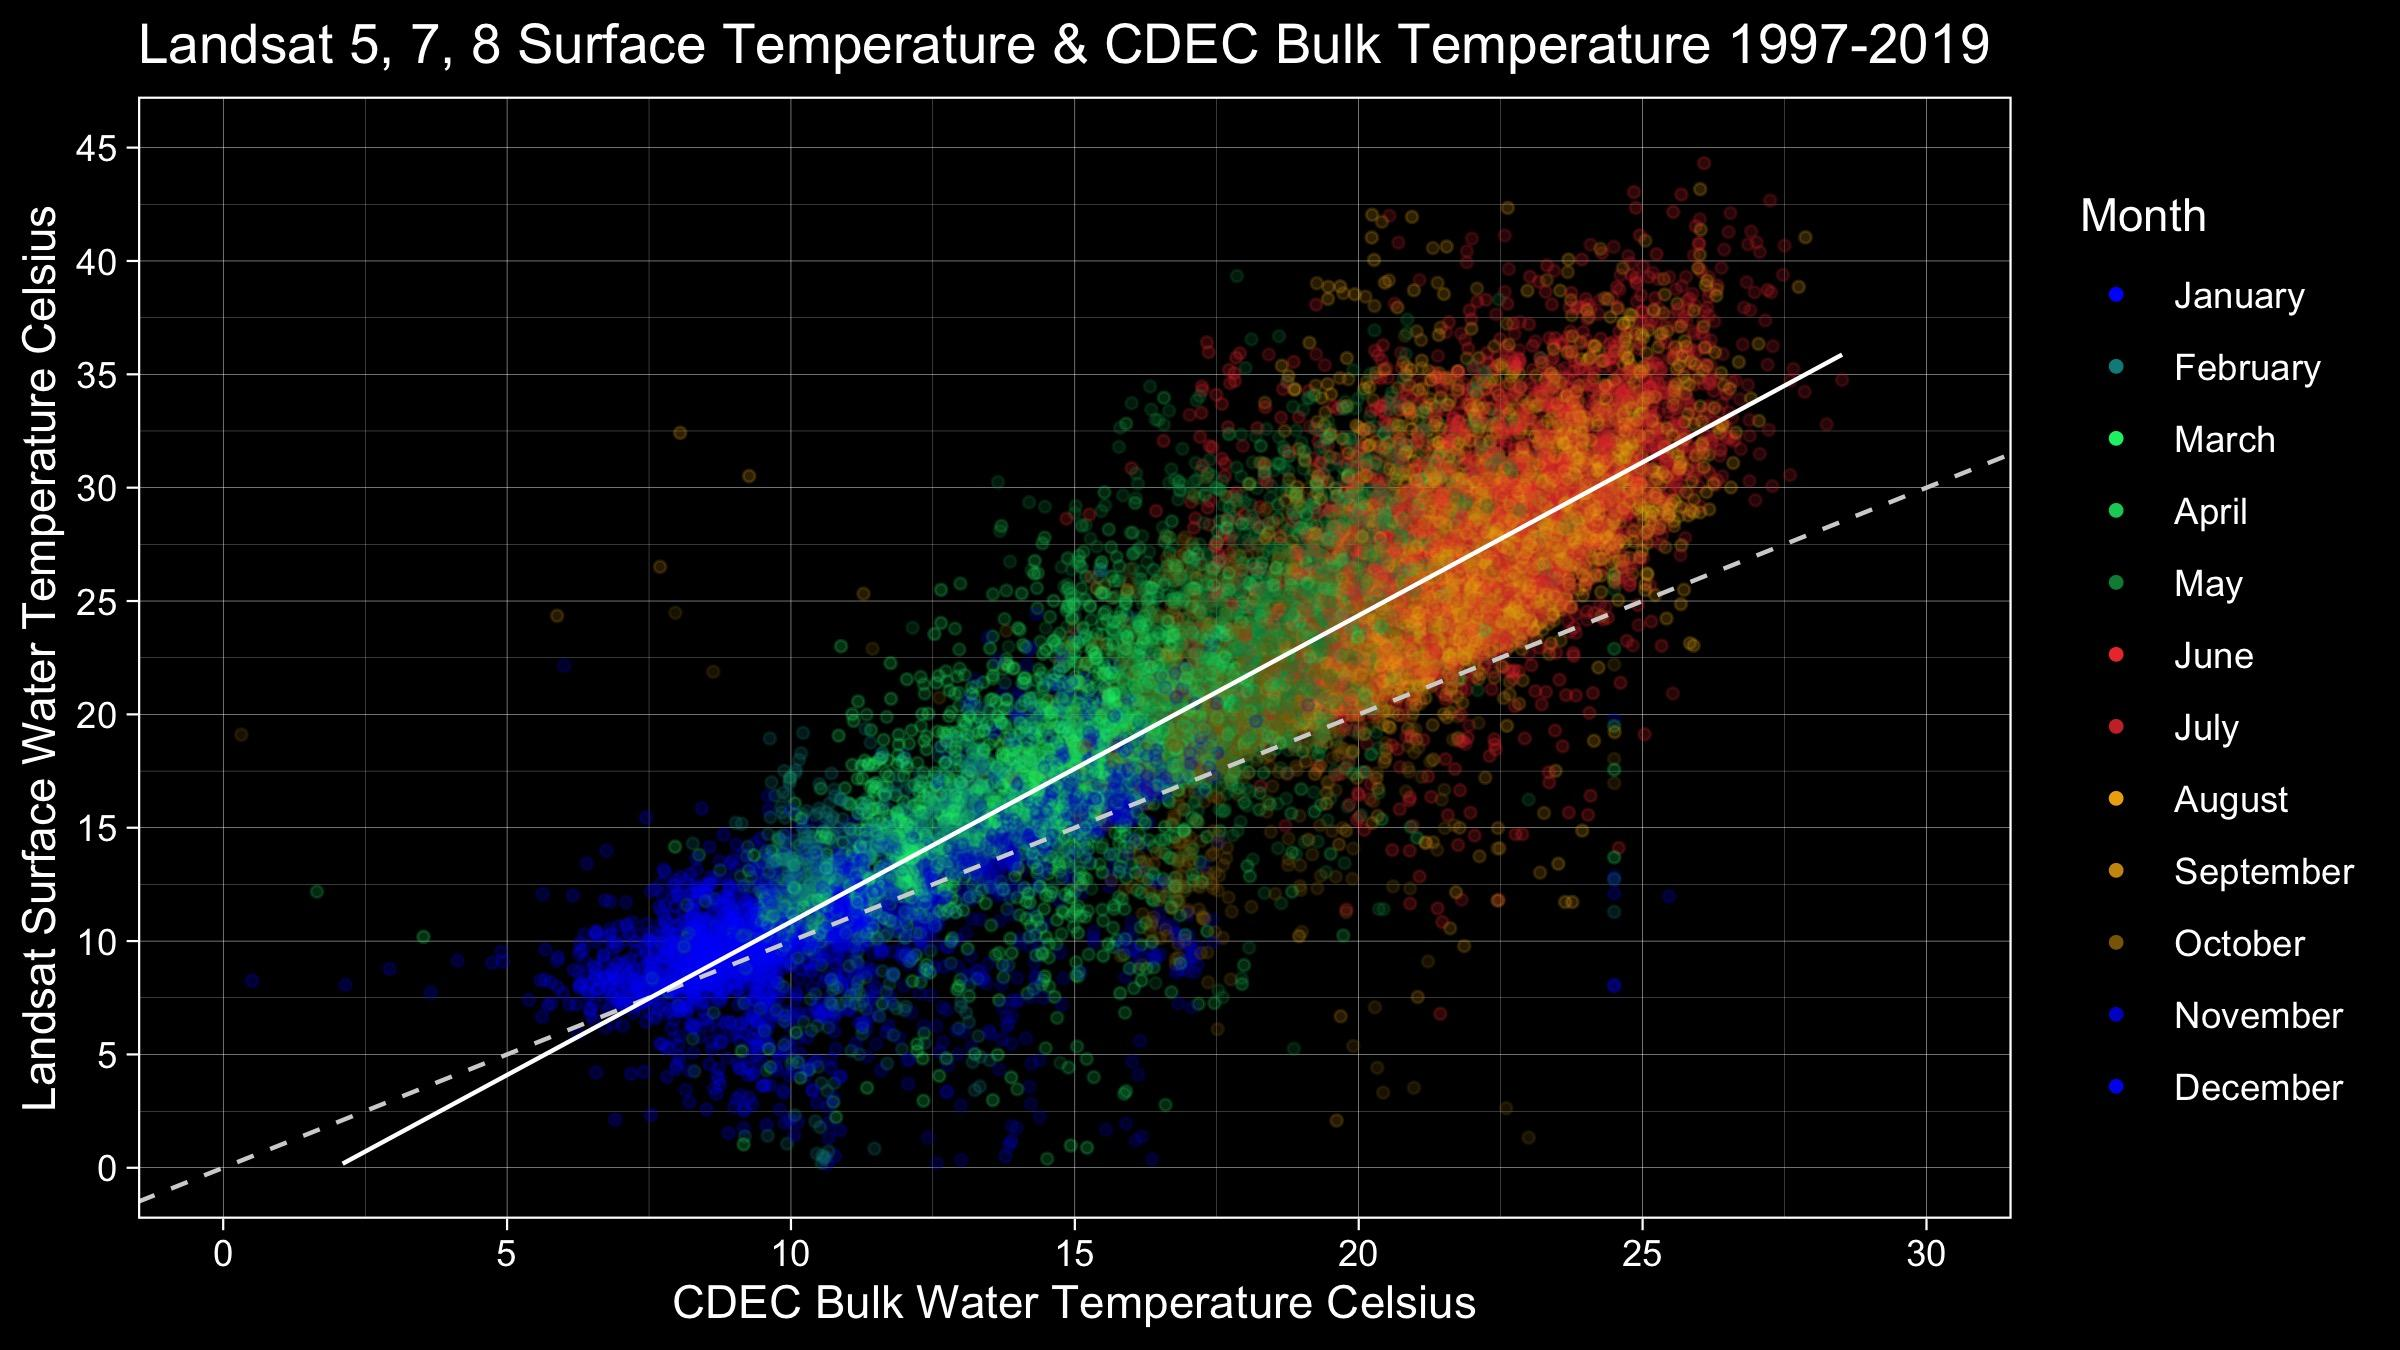 Landsat 5, 7, 8 Surface Temperature & CDEC Bulk Temperature 1997-2019
Landsat Surface Water Temperature Celsius
45
40
35
30
25
20
15
10
5
0
0
5
10
15
20
25
30
CDEC Bulk Water Temperature Celsius
Month
January
February
March
April
May
June
July
August
September
October
November
December